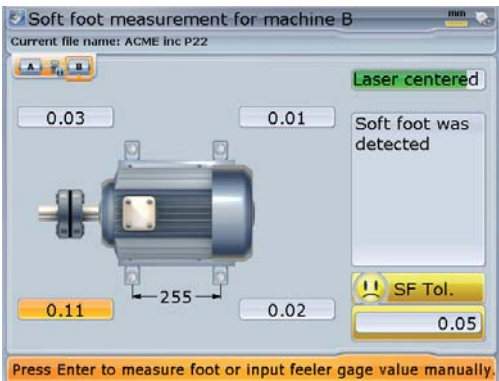 Soft foot measurement for machine B
mm
Current file name: ACME inc P22
A
B
Laser centered
0.03
0.01
Soft foot was
detected
255
0.11
0.02
SF Tol.
0.05
Press Enter to measure foot or input feeler gage value manually.